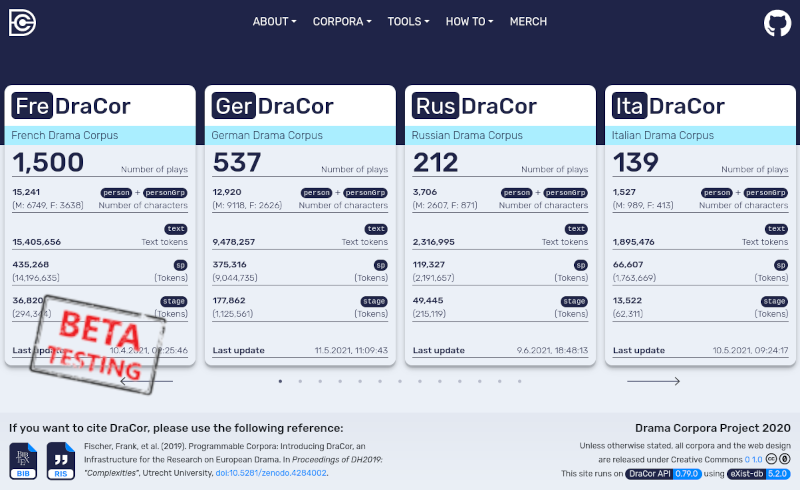 ABOUT CORPORA TOOLS HOW TO MERCH
FreDraCor
French Drama Corpus
1,500 Number of plays
15,241 person + personGrp
(M: 6749, F: 3638) Number of characters
text
15,405,656 Text tokens
435,268 sp
(14,196,635) (Tokens)
36,820 stage
(Tokens)
Last update
BETA
TESTING
GerDraCor
German Drama Corpus
537 Number of plays
12,920 person + personGrp
(M: 9118, F: 2626) Number of characters
text
9,478,257 Text tokens
375,316 sp
(9,044,735) (Tokens)
177,862 stage
(1,125,561) (Tokens)
Last update 11.5.2021, 11:09:43
RusDraCor
Russian Drama Corpus
212 Number of plays
3,706 person + personGrp
(M: 2607, F: 871) Number of characters
text
2,316,995 Text tokens
119,327 sp
(2,191,657) (Tokens)
49,445 stage
(215,119) (Tokens)
Last update 9.6.2021, 18:48:13
ItaDraCor
Italian Drama Corpus
139 Number of plays
1,527 person + personGrp
(M: 989, F: 413) Number of characters
text
1,895,476 Text tokens
66,607 sp
(1,763,669) (Tokens)
13,522 stage
(62,311) (Tokens)
Last update 10.5.2021, 09:24:17
If you want to cite DraCor, please use the following reference:
BIB
RIS
Fischer, Frank, et al. (2019). Programmable Corpora: Introducing DraCor, an
Infrastructure for the Research on European Drama. In Proceedings of DH2019:
"Complexities", Utrecht University, doi:10.5281/zenodo.4284002.
Drama Corpora Project 2020
Unless otherwise stated, all corpora and the web design
are released under Creative Commons 0 1.0
This site runs on DraCor API 0.79.0 using eXist-db 5.2.0